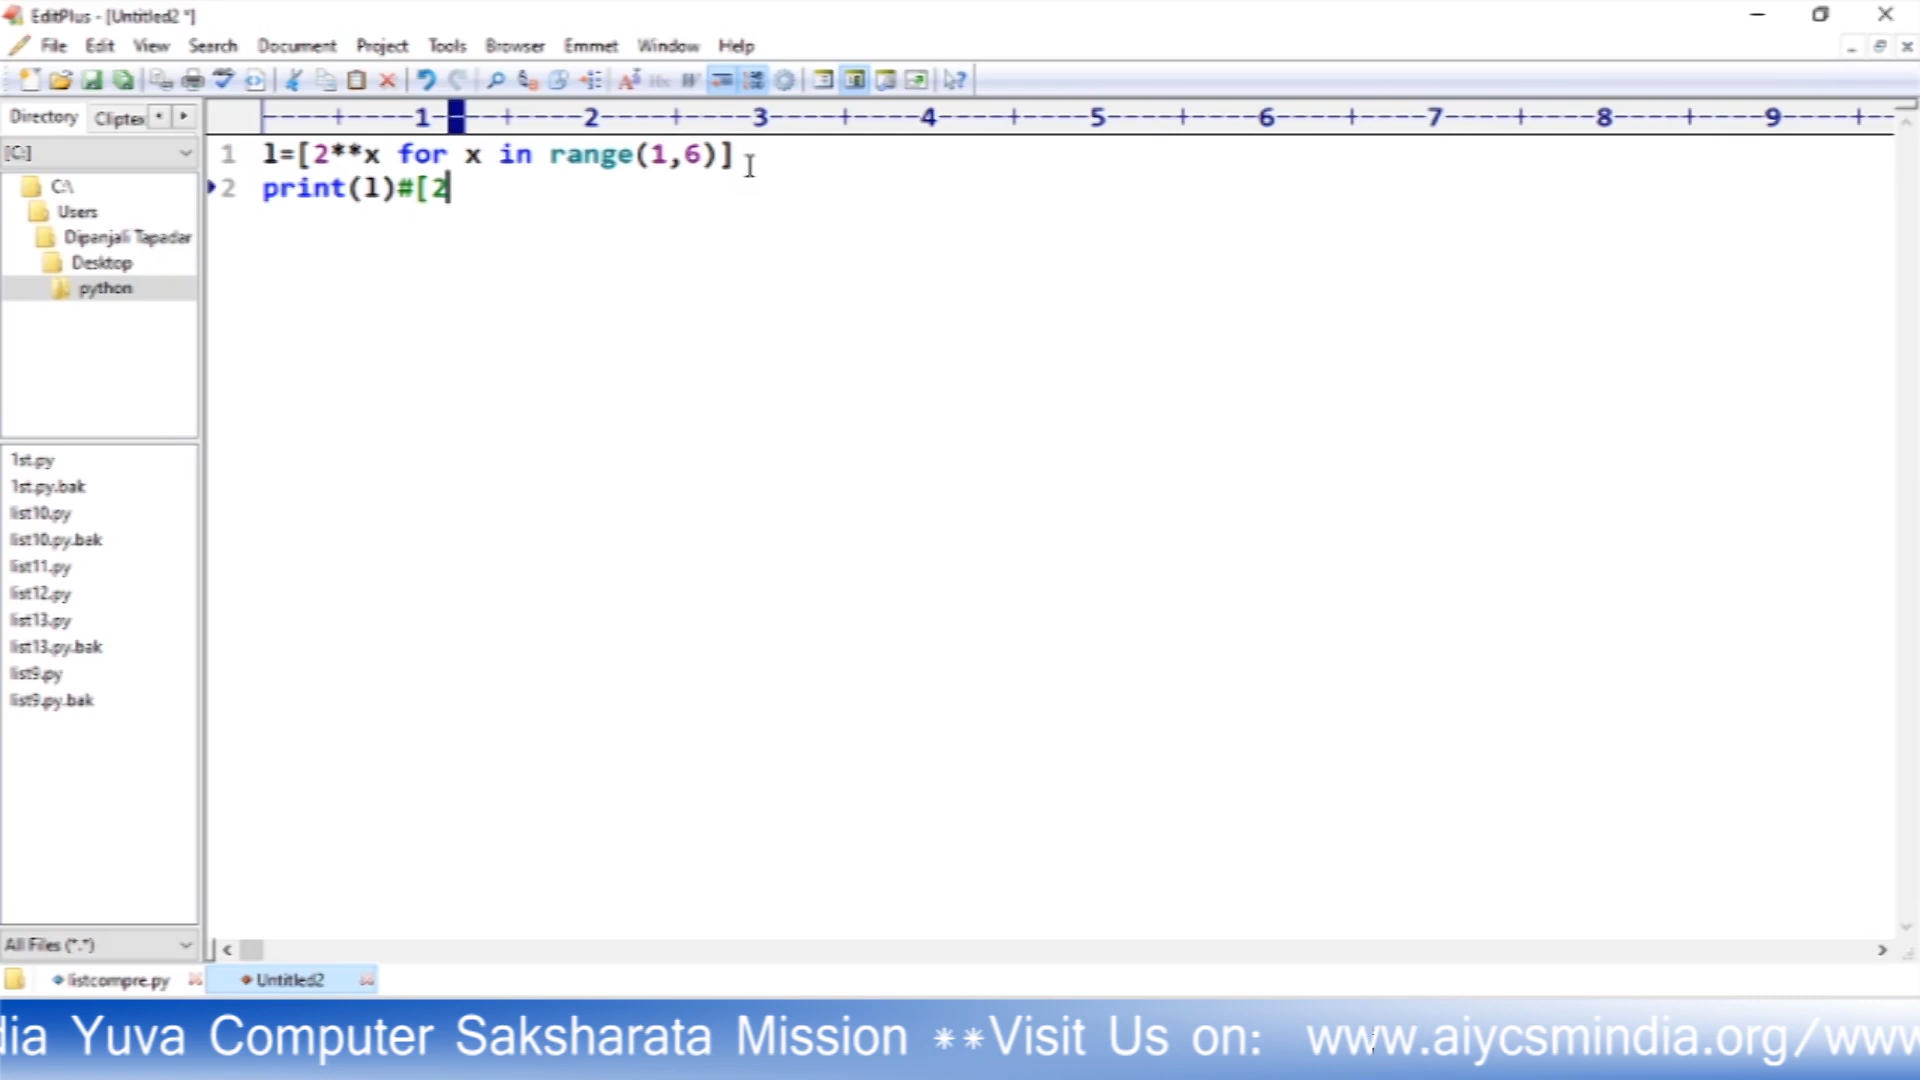 EditPlus - [Untitled2 *]
File Edit View Search Document Project Tools Browser Emmet Window Help
Directory Cliptex
----+----1----+----2----+----3----+----4----+----5----+----6----+----7----+----8----+----9----+--
[C:]
1 l=[2**x for x in range(1,6)]
2 print(l)#[2
C:\
Users
Dipanjali Tapadar
Desktop
python
1st.py
1st.py.bak
list10.py
list10.py.bak
list11.py
list12.py
list13.py
list13.py.bak
list9.py
list9.py.bak
All Files (*.*)
listcompre.py Untitled2
dia Yuva Computer Saksharata Mission **Visit Us on: www.aiycsmindia.org/www